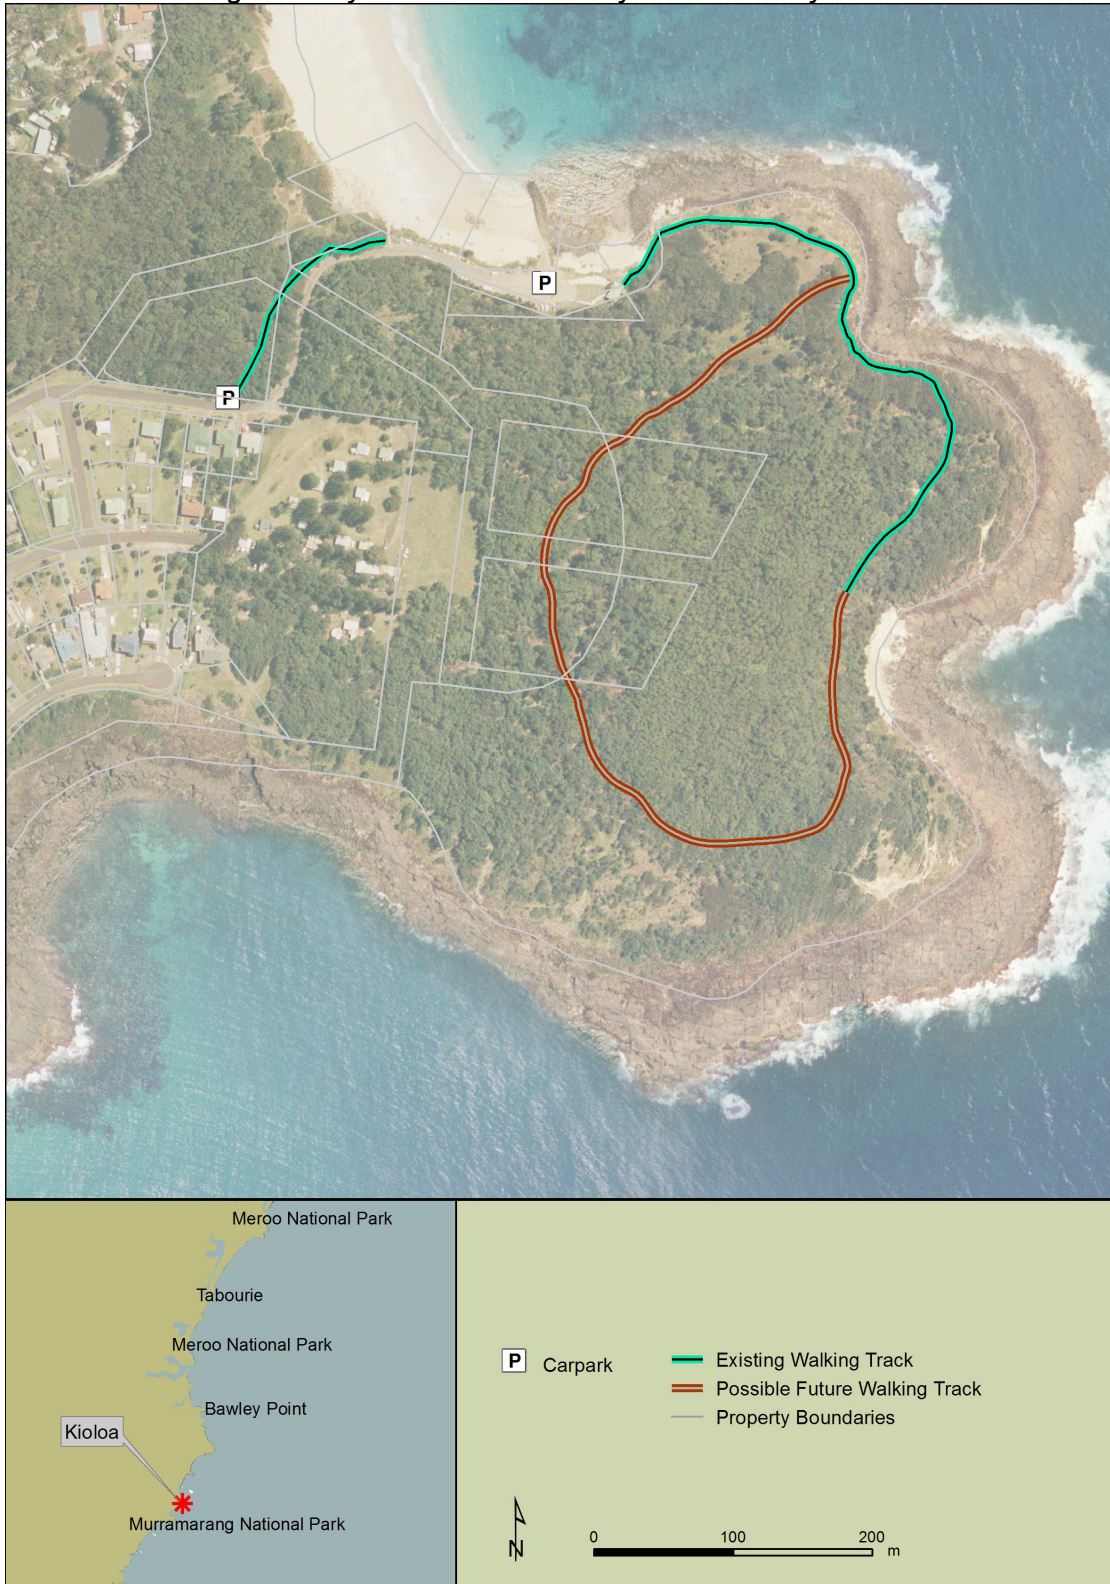 P
P
Meroo National Park
Tabourie
Meroo National Park
Bawley Point
Kioloa
Murramarang National Park
P Carpark
Existing Walking Track
Possible Future Walking Track
Property Boundaries
N
0 100 200 m